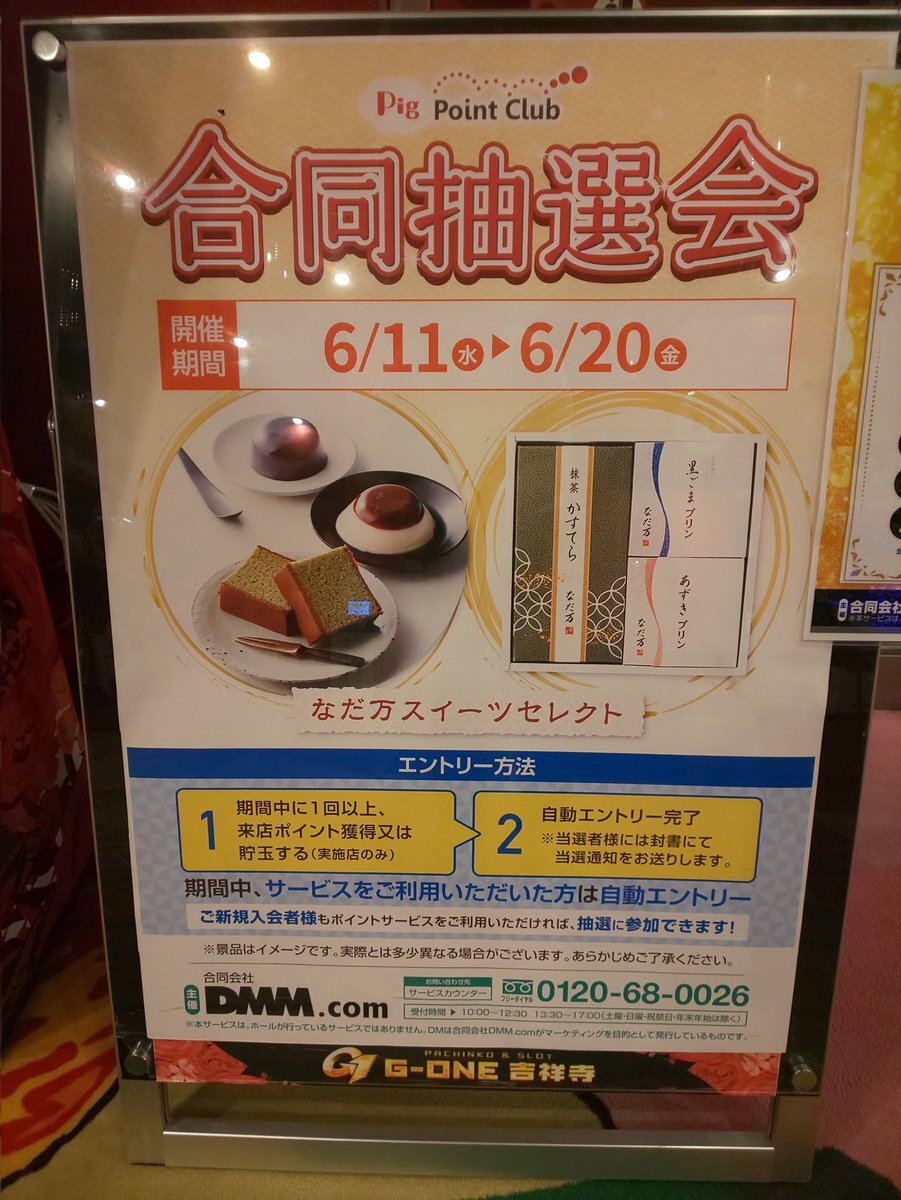 Pig Point Club
合同抽選会
開催期間 6/11水▶6/20金
抹茶 かすてら なだ万
黒ごまプリン なだ万
あずきプリン なだ万
なだ万スイーツセレクト
エントリー方法
1 期間中に1回以上、
来店ポイント獲得又は
貯玉する(実施店のみ)
2 自動エントリー完了
※当選者様には封書にて
当選通知をお送りします。
期間中、サービスをご利用いただいた方は自動エントリー
ご新規入会者様もポイントサービスをご利用いただければ、抽選に参加できます!
※景品はイメージです。実際とは多少異なる場合がございます。あらかじめご了承ください。
主催 合同会社
DMM.com
お問い合わせ先
サービスカウンター
フリーダイヤル 0120-68-0026
受付時間 ▶ 10:00〜12:30 13:30〜17:00(土曜・日曜・祝祭日・年末年始は除く)
※本サービスは、ホールが行っているサービスではありません。DMは合同会社DMM.comがマーケティングを目的として発行しているものです。
PACHINKO & SLOT
G-ONE 吉祥寺
主催 合同会社
※本サービスは、